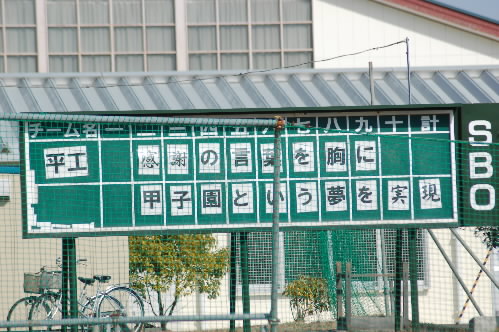 チーム名 一 二 三 四 五 六 七 八 九 十 計
平工 感謝の言葉を胸に
甲子園という夢を実現
S
B
O